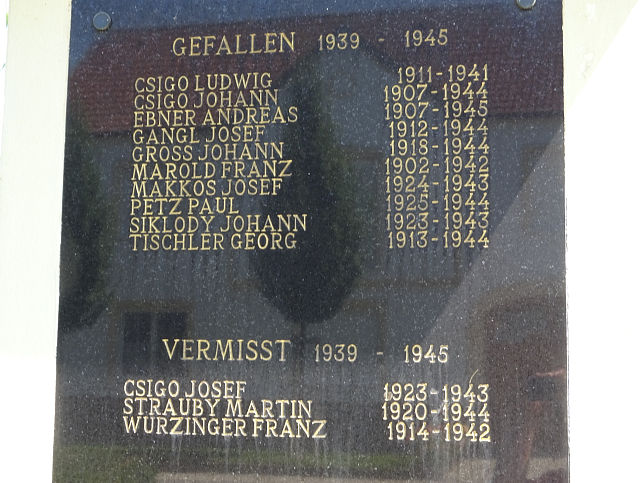 GEFALLEN 1939 - 1945
CSIGO LUDWIG 1911-1941
CSIGO JOHANN 1907-1944
EBNER ANDREAS 1907-1945
GANGL JOSEF 1912-1944
GROSS JOHANN 1918-1944
MAROLD FRANZ 1902-1942
MAKKOS JOSEF 1924-1943
PETZ PAUL 1925-1944
SIKLODY JOHANN 1923-1943
TISCHLER GEORG 1913-1944
VERMISST 1939 - 1945
CSIGO JOSEF 1923-1943
STRAUBY MARTIN 1920-1944
WURZINGER FRANZ 1914-1942